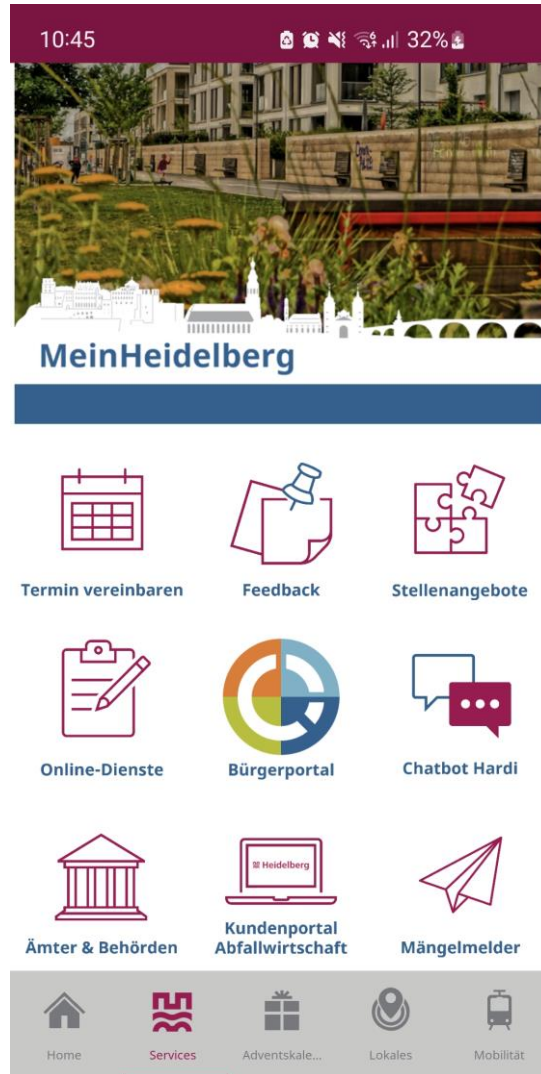 10:45 32%
MeinHeidelberg
Termin vereinbaren Feedback Stellenangebote
Online-Dienste Bürgerportal Chatbot Hardi
Heidelberg
Ämter & Behörden Kundenportal Abfallwirtschaft Mängelmelder
Home Services Adventskale... Lokales Mobilität